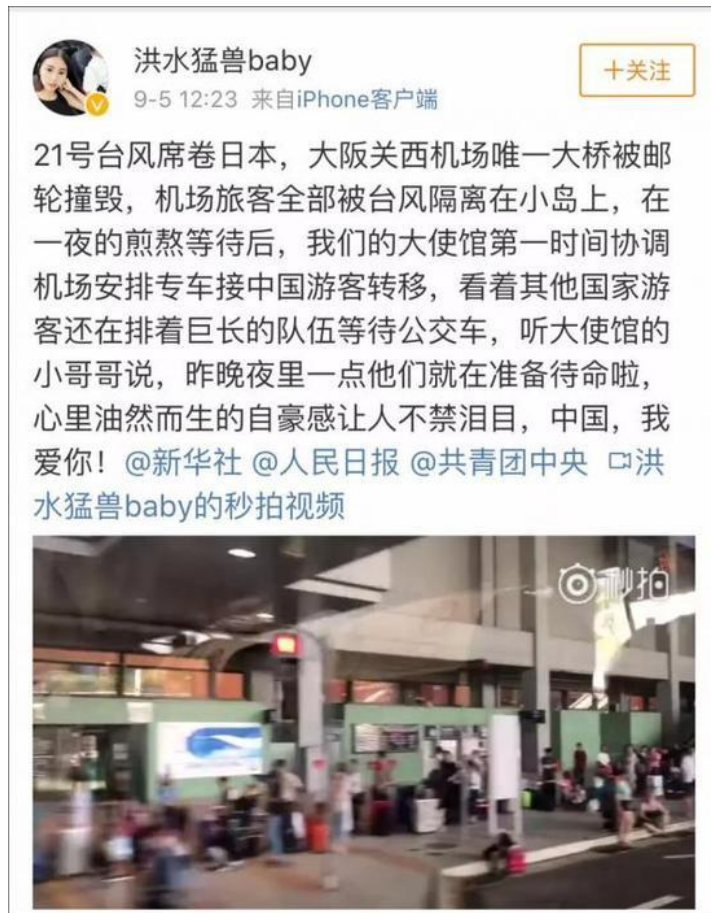 洪水猛兽baby
9-5 12:23 来自iPhone客户端
十关注
21号台风席卷日本，大阪关西机场唯一大桥被邮
轮撞毁，机场旅客全部被台风隔离在小岛上，在
一夜的煎熬等待后，我们的大使馆第一时间协调
机场安排专车接中国游客转移，看着其他国家游
客还在排着巨长的队伍等待公交车，听大使馆的
小哥哥说，昨晚夜里一点他们就在准备待命啦，
心里油然而生的自豪感让人不禁泪目，中国，我
爱你！@新华社 @人民日报 @共青团中央 洪
水猛兽baby的秒拍视频
秒拍